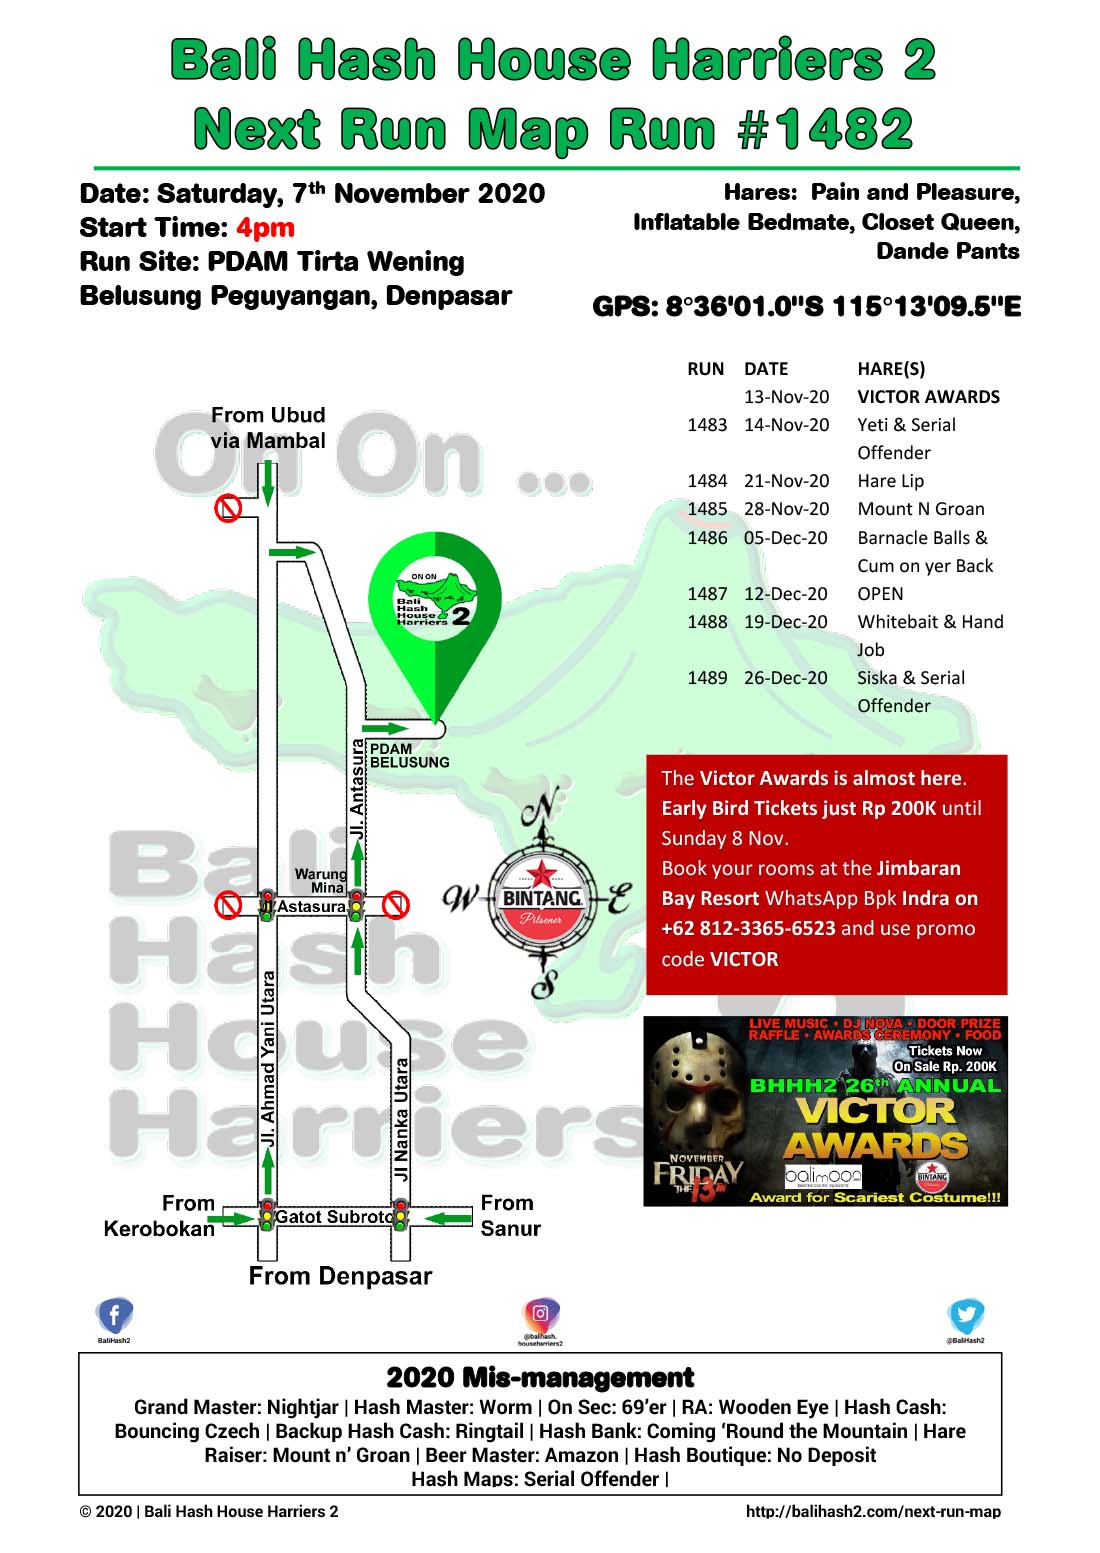 Bali Hash House Harriers 2
Next Run Map Run #1482
Date: Saturday, 7th November 2020
Start Time: 4pm
Run Site: PDAM Tirta Wening
Belusung Peguyangan, Denpasar
Hares: Pain and Pleasure,
Inflatable Bedmate, Closet Queen,
Dande Pants
GPS: 8°36'01.0"S 115°13'09.5"E
RUN DATE HARE(S)
13-Nov-20 VICTOR AWARDS
1483 14-Nov-20 Yeti & Serial
Offender
1484 21-Nov-20 Hare Lip
1485 28-Nov-20 Mount N Groan
1486 05-Dec-20 Barnacle Balls &
Cum on yer Back
1487 12-Dec-20 OPEN
1488 19-Dec-20 Whitebait & Hand
Job
1489 26-Dec-20 Siska & Serial
Offender
On On ...
From Ubud
via Mambal
ON ON
Bali
Hash
House
Harriers 2
PDAM
BELUSUNG
Jl. Antasura
Warung
Mina
Jl Astasura
Bali
Hash
House
Harriers
Jl. Ahmad Yani Utara
Jl Nanka Utara
From
Kerobokan
Gatot Subroto
From
Sanur
From Denpasar
N
W
E
S
BINTANG
Pilsener
The Victor Awards is almost here.
Early Bird Tickets just Rp 200K until
Sunday 8 Nov.
Book your rooms at the Jimbaran
Bay Resort WhatsApp Bpk Indra on
+62 812-3365-6523 and use promo
code VICTOR
LIVE MUSIC • DJ NOVA • DOOR PRIZE
RAFFLE • AWARDS CEREMONY • FOOD
Tickets Now
On Sale Rp. 200K
BHHH2 26th ANNUAL
VICTOR
AWARDS
NOVEMBER
FRIDAY
THE 13TH
balimoon
BINTANG
Award for Scariest Costume!!!
BaliHash2
@balihash.
househarriers2
@BaliHash2
2020 Mis-management
Grand Master: Nightjar | Hash Master: Worm | On Sec: 69’er | RA: Wooden Eye | Hash Cash:
Bouncing Czech | Backup Hash Cash: Ringtail | Hash Bank: Coming ‘Round the Mountain | Hare
Raiser: Mount n’ Groan | Beer Master: Amazon | Hash Boutique: No Deposit
Hash Maps: Serial Offender |
© 2020 | Bali Hash House Harriers 2
http://balihash2.com/next-run-map